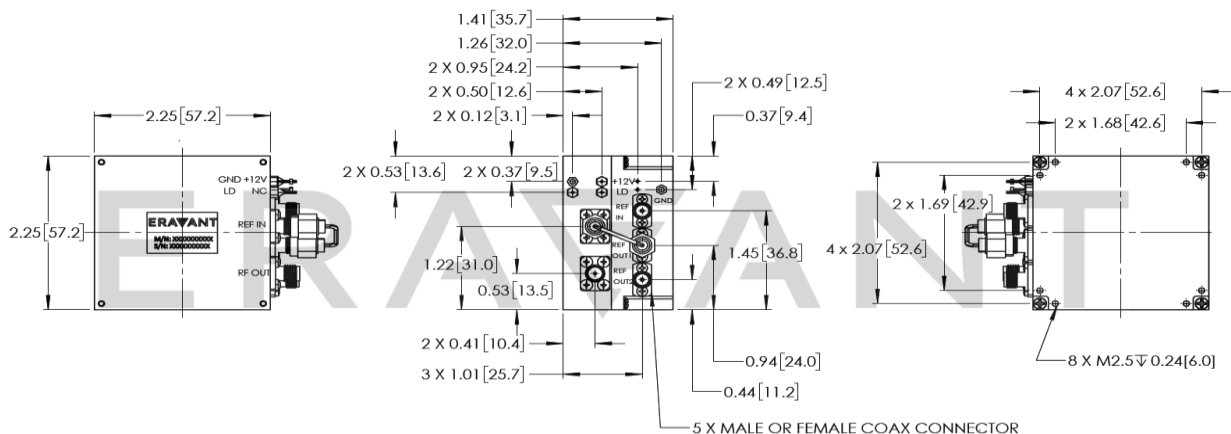 2.25[57.2]
2.25[57.2]
GND +12V
LD NC
REF IN
RF OUT
ERAVANT
M/N: XXXXXXXXXX
S/N: XXXXXXXXXX
1.41[35.7]
1.26[32.0]
2 X 0.95[24.2]
2 X 0.50[12.6]
2 X 0.12[3.1]
2 X 0.49[12.5]
0.37[9.4]
2 X 0.53[13.6]
2 X 0.37[9.5]
+12V
LD
GND
REF
IN
REF
OUT1
REF
OUT2
1.22[31.0]
0.53[13.5]
1.45[36.8]
2 X 0.41[10.4]
3 X 1.01[25.7]
0.94[24.0]
0.44[11.2]
5 X MALE OR FEMALE COAX CONNECTOR
4 x 2.07[52.6]
2 x 1.68[42.6]
2 x 1.69[42.9]
4 x 2.07[52.6]
8 X M2.5↧0.24[6.0]
ERAVANT